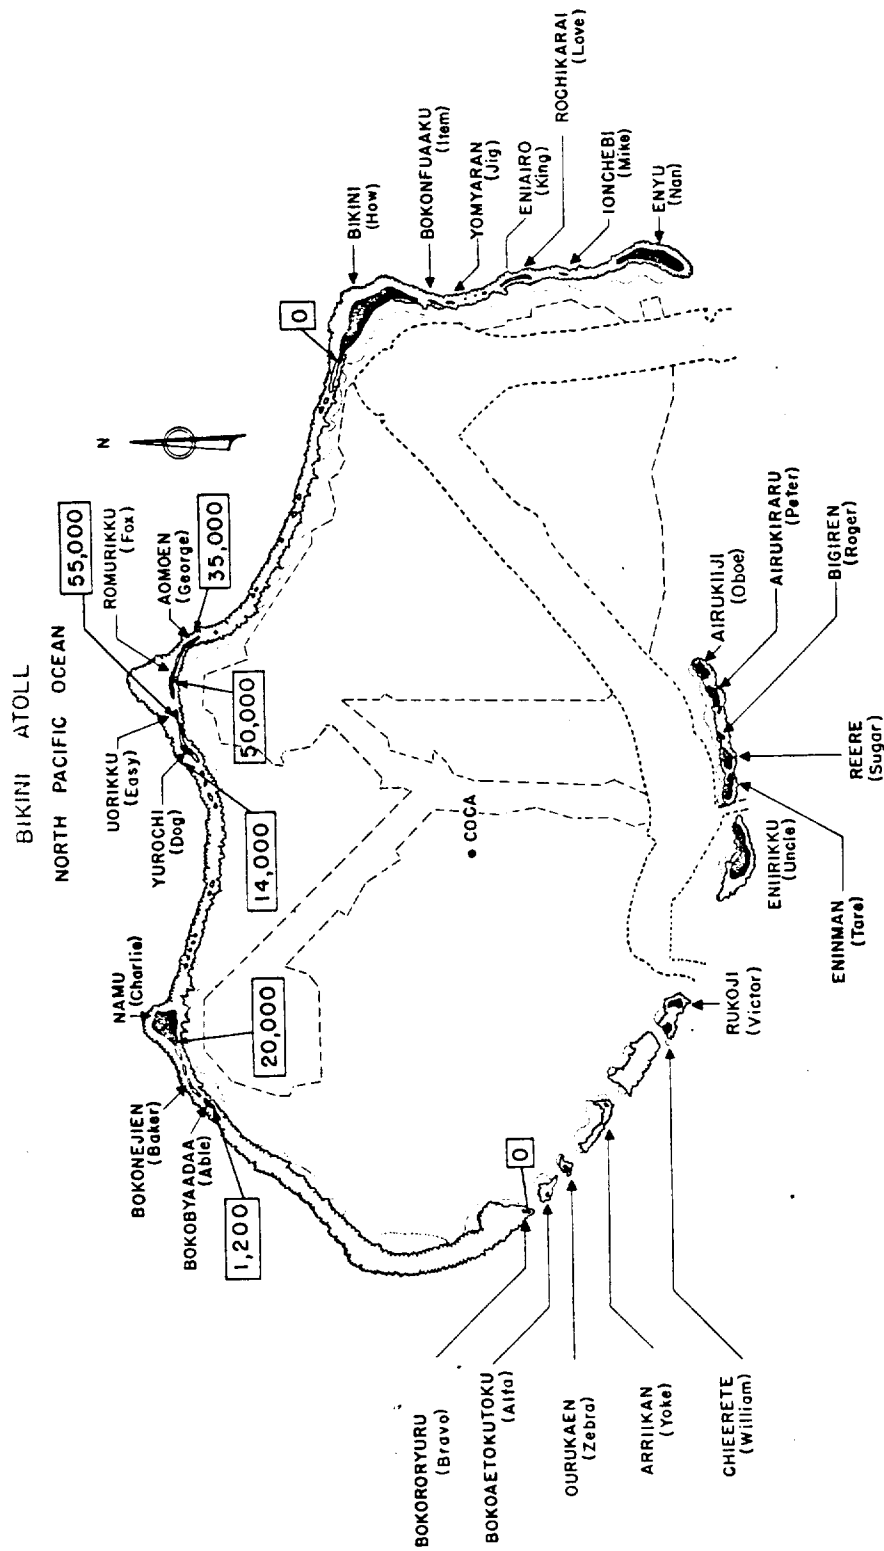 BIKINI ATOLL
NORTH PACIFIC OCEAN
N
NAMU
(Charlie)
BOKONEJIEN
(Baker)
BOKOBYAADAA
(Able)
1,200
20,000
YUROCHI
(Dog)
UORIKKU
(Easy)
14,000
55,000
ROMURIKKU
(Fox)
50,000
AOMOEN
(George)
35,000
0
BIKINI
(How)
BOKONFUAAKU
(Item)
YOMYARAN
(Jig)
ENIAIRO
(King)
ROCHIKARAI
(Love)
IONCHEBI
(Mike)
ENYU
(Nan)
COCA
0
BOKORORYURU
(Bravo)
BOKOAETOKUTOKU
(Alfa)
OURUKAEN
(Zebra)
ARRIIKAN
(Yoke)
CHIEERETE
(William)
RUKOJI
(Victor)
ENIIRIKKU
(Uncle)
ENINMAN
(Tare)
REERE
(Sugar)
BIGIREN
(Roger)
AIRUKIRARU
(Peter)
AIRUKIIJI
(Oboe)